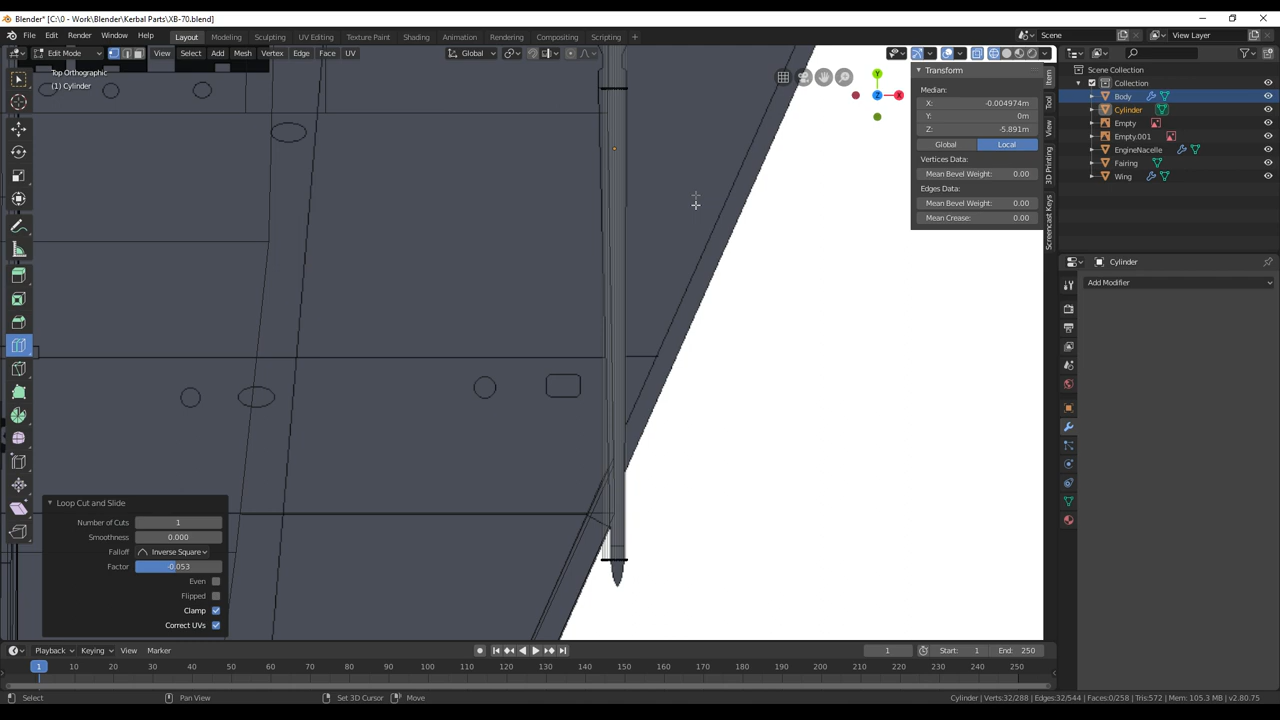 Blender* [C:\0 - Work\Blender\Kerbal Parts\XB-70.blend]
File Edit Render Window Help Layout Modeling Sculpting UV Editing Texture Paint Shading Animation Rendering Compositing Scripting + Scene View Layer
Edit Mode View Select Add Mesh Vertex Edge Face UV Global
Top Orthographic
(1) Cylinder
Transform
Median:
X: -0.004974m
Y: 0m
Z: -5.891m
Global Local
Vertices Data:
Mean Bevel Weight: 0.00
Edges Data:
Mean Bevel Weight: 0.00
Mean Crease: 0.00
Y
X
Z
Item
Tool
View
3D Printing
Screencast Keys
Scene Collection
Collection
Body
Cylinder
Empty
Empty.001
EngineNacelle
Fairing
Wing
Cylinder
Add Modifier
Loop Cut and Slide
Number of Cuts 1
Smoothness 0.000
Falloff Inverse Square
Factor -0.053
Even
Flipped
Clamp
Correct UVs
Playback Keying View Marker 1 Start: 1 End: 250
1 10 20 30 40 50 60 70 80 90 100 110 120 130 140 150 160 170 180 190 200 210 220 230 240 250
Select Pan View Set 3D Cursor Move Cylinder | Verts:32/288 | Edges:32/544 | Faces:0/258 | Tris:572 | Mem: 105.3 MB | v2.80.75